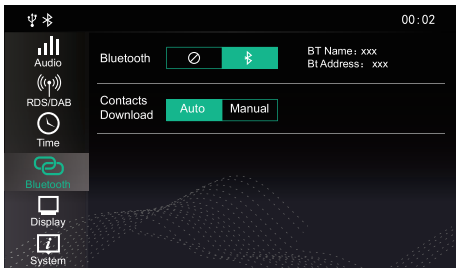 00:02
Audio
RDS/DAB
Time
Bluetooth
Display
System
Bluetooth
BT Name: xxx
Bt Address: xxx
Contacts
Download
Auto
Manual